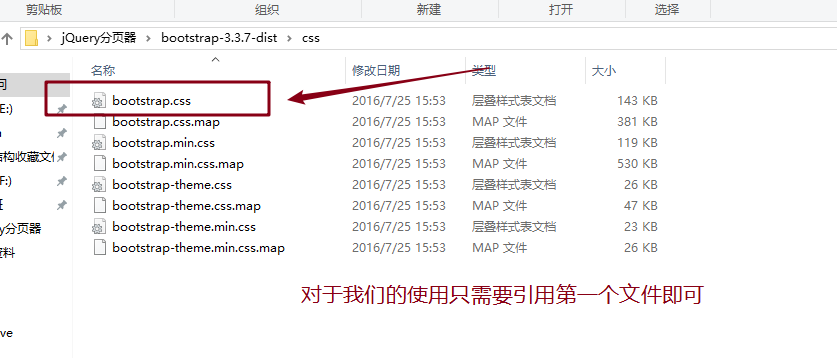 剪贴板 组织 新建 打开 选择
jQuery分页器 bootstrap-3.3.7-dist css
名称 修改日期 类型 大小
问
bootstrap.css 2016/7/25 15:53 层叠样式表文档 143 KB
E:)
bootstrap.css.map 2016/7/25 15:53 MAP 文件 381 KB
bootstrap.min.css 2016/7/25 15:53 层叠样式表文档 119 KB
结构收藏文件 bootstrap.min.css.map 2016/7/25 15:53 MAP 文件 530 KB
F:) bootstrap-theme.css 2016/7/25 15:53 层叠样式表文档 26 KB
bootstrap-theme.css.map 2016/7/25 15:53 MAP 文件 47 KB
y分页器 bootstrap-theme.min.css 2016/7/25 15:53 层叠样式表文档 23 KB
资料 bootstrap-theme.min.css.map 2016/7/25 15:53 MAP 文件 26 KB
对于我们的使用只需要引用第一个文件即可
ve